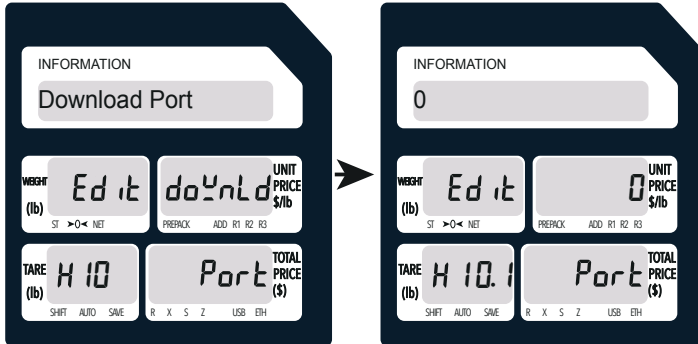 INFORMATION
Download Port
WEIGHT
(lb)
Edit
ST >0< NET
doYnLd
UNIT
PRICE
$/lb
PREPACK ADD R1 R2 R3
TARE
(lb)
H10
SHIFT AUTO SAVE
Port
TOTAL
PRICE
($)
R X S Z USB ETH
INFORMATION
0
WEIGHT
(lb)
Edit
ST >0< NET
0
UNIT
PRICE
$/lb
PREPACK ADD R1 R2 R3
TARE
(lb)
H10.1
SHIFT AUTO SAVE
Port
TOTAL
PRICE
($)
R X S Z USB ETH